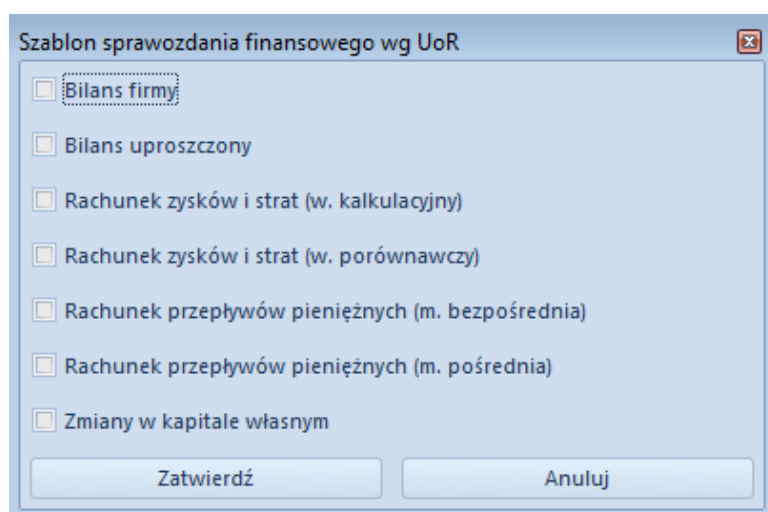 Szablon sprawozdania finansowego wg UoR
Bilans firmy
Bilans uproszczony
Rachunek zysków i strat (w. kalkulacyjny)
Rachunek zysków i strat (w. porównawczy)
Rachunek przepływów pieniężnych (m. bezpośrednia)
Rachunek przepływów pieniężnych (m. pośrednia)
Zmiany w kapitale własnym
Zatwierdź Anuluj